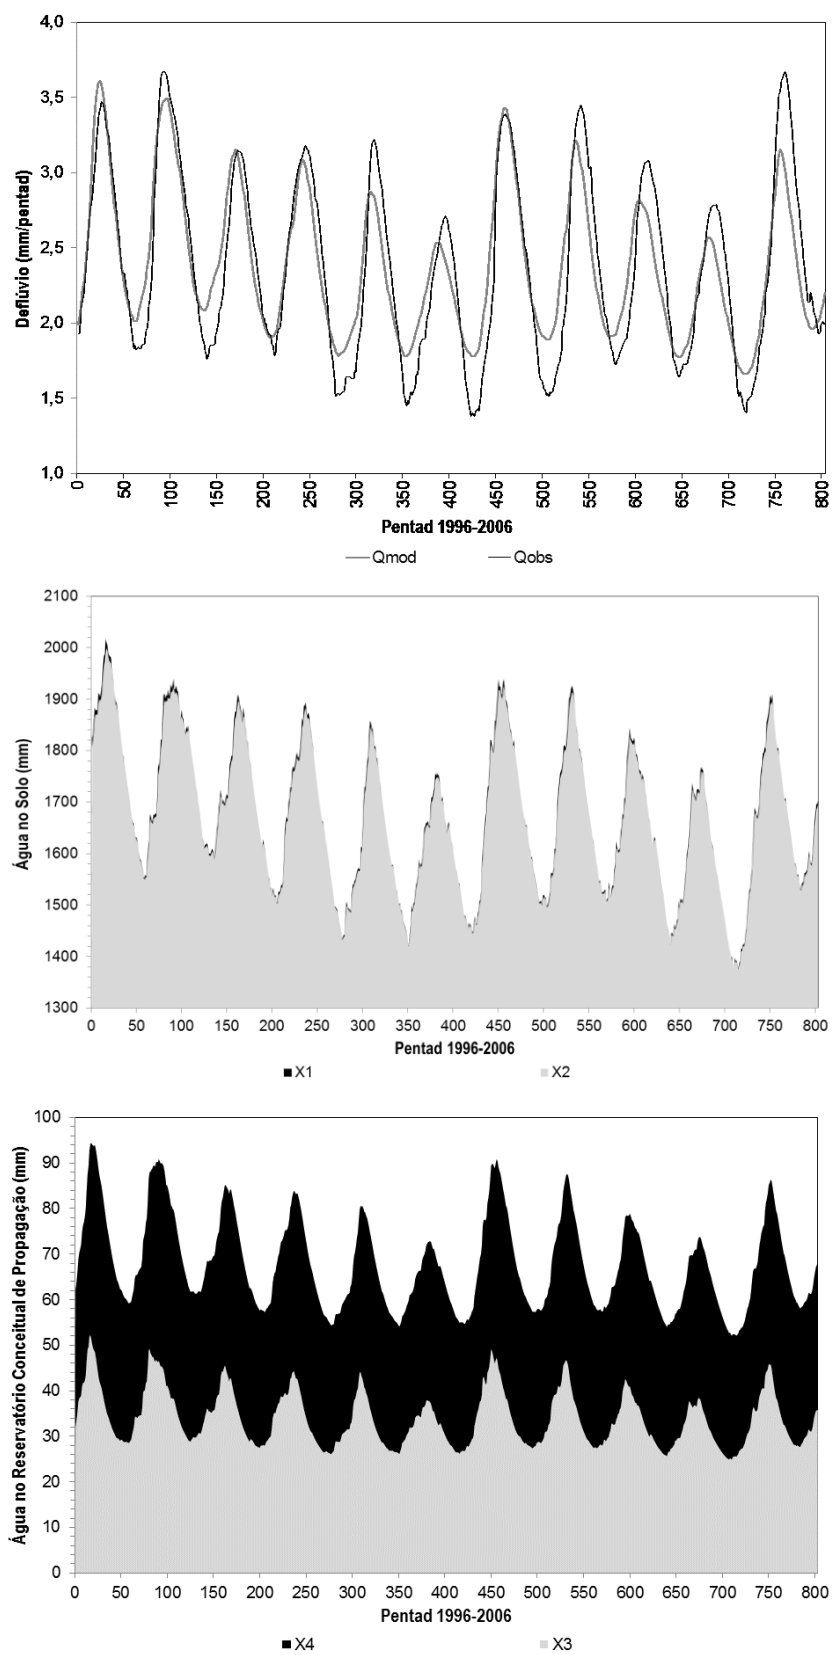 Deflúvio (mm/pentad)
4,0
3,5
3,0
2,5
2,0
1,5
1,0
0 50 100 150 200 250 300 350 400 450 500 550 600 650 700 750 800
Pentad 1996-2006
Qmod Qobs
Água no Solo (mm)
2100
2000
1900
1800
1700
1600
1500
1400
1300
0 50 100 150 200 250 300 350 400 450 500 550 600 650 700 750 800
Pentad 1996-2006
X1 X2
Água no Reservatório Conceitual de Propagação (mm)
100
90
80
70
60
50
40
30
20
10
0
0 50 100 150 200 250 300 350 400 450 500 550 600 650 700 750 800
Pentad 1996-2006
X4 X3